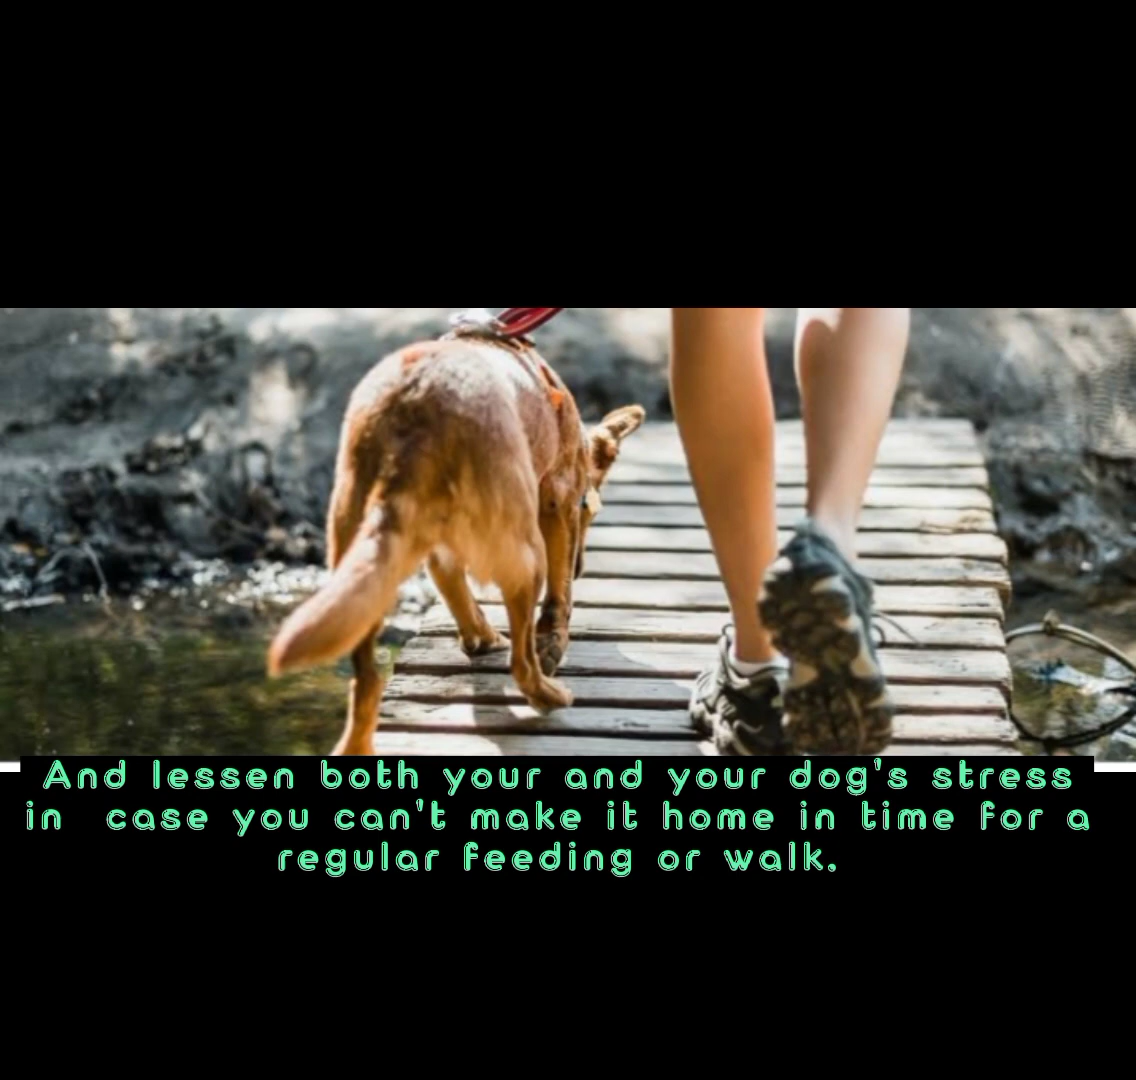 And lessen both your and your dog's stress
in case you can't make it home in time for a
regular feeding or walk.